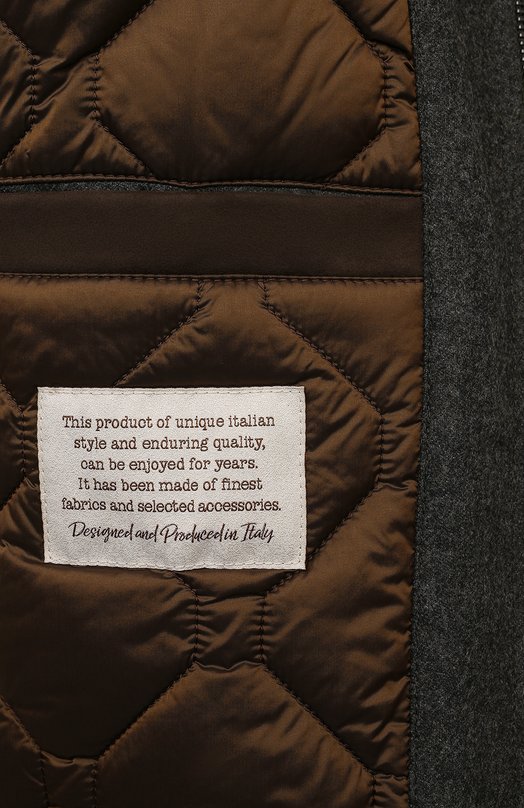 This product of unique italian
style and enduring quality,
can be enjoyed for years.
It has been made of finest
fabrics and selected accessories.
Designed and Produced in Italy